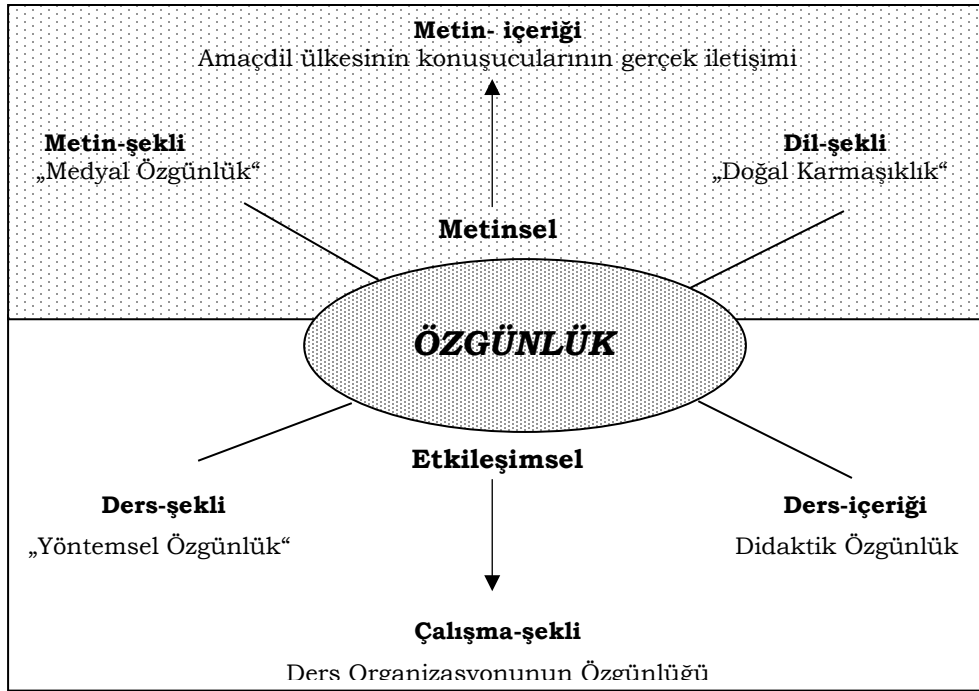 Metin- içeriği
Amaçdil ülkesinin konuşucularının gerçek iletişimi
Metin-şekli
„Medyal Özgünlük“
Dil-şekli
„Doğal Karmaşıklık“
Metinsel
ÖZGÜNLÜK
Etkileşimsel
Ders-şekli
„Yöntemsel Özgünlük“
Ders-içeriği
Didaktik Özgünlük
Çalışma-şekli
Ders Organizasyonunun Özgünlüğü